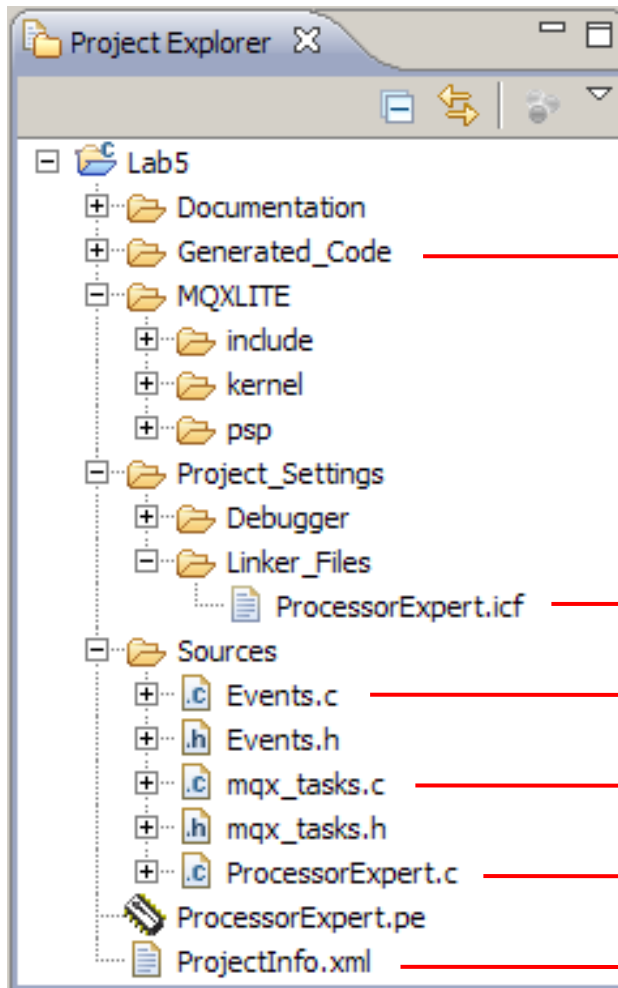 Project Explorer
Lab5
Documentation
Generated_Code
MQXLITE
include
kernel
psp
Project_Settings
Debugger
Linker_Files
ProcessorExpert.icf
Sources
.c Events.c
.h Events.h
.c mqx_tasks.c
.h mqx_tasks.h
.c ProcessorExpert.c
ProcessorExpert.pe
ProjectInfo.xml